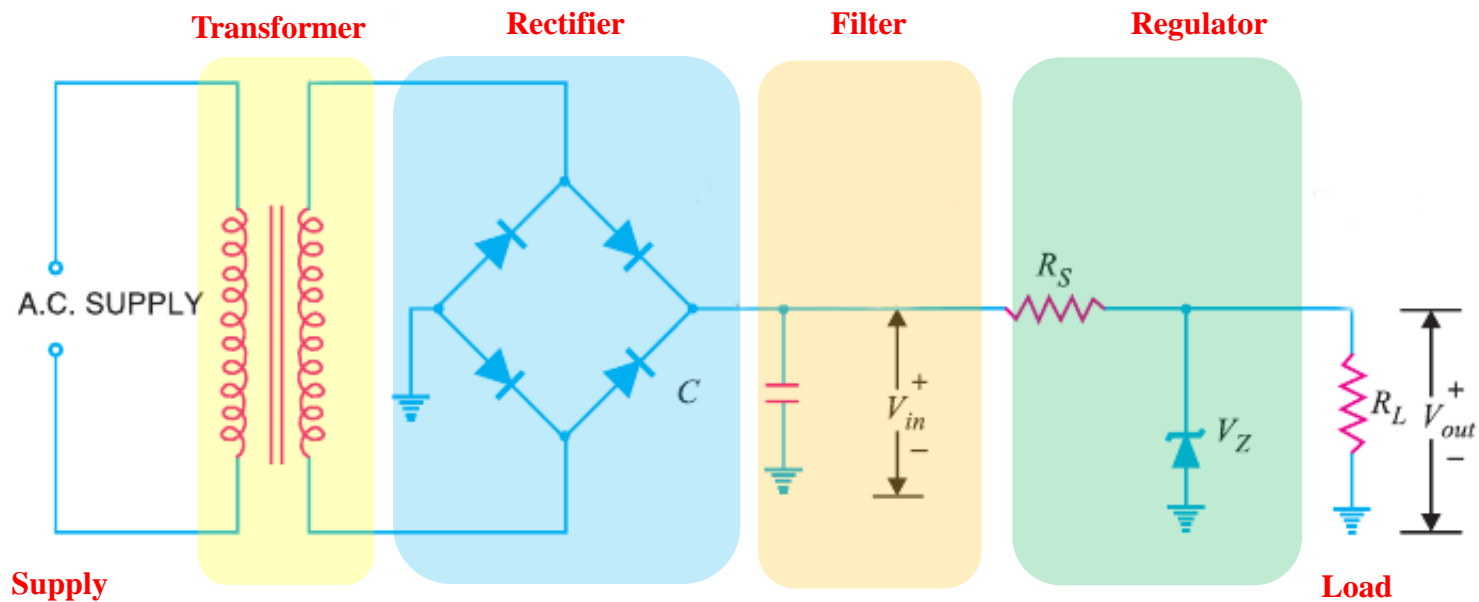 Transformer
Rectifier
Filter
Regulator
A.C. SUPPLY
R_S
C
+
V_in
−
V_Z
R_L
+
V_out
−
Supply
Load